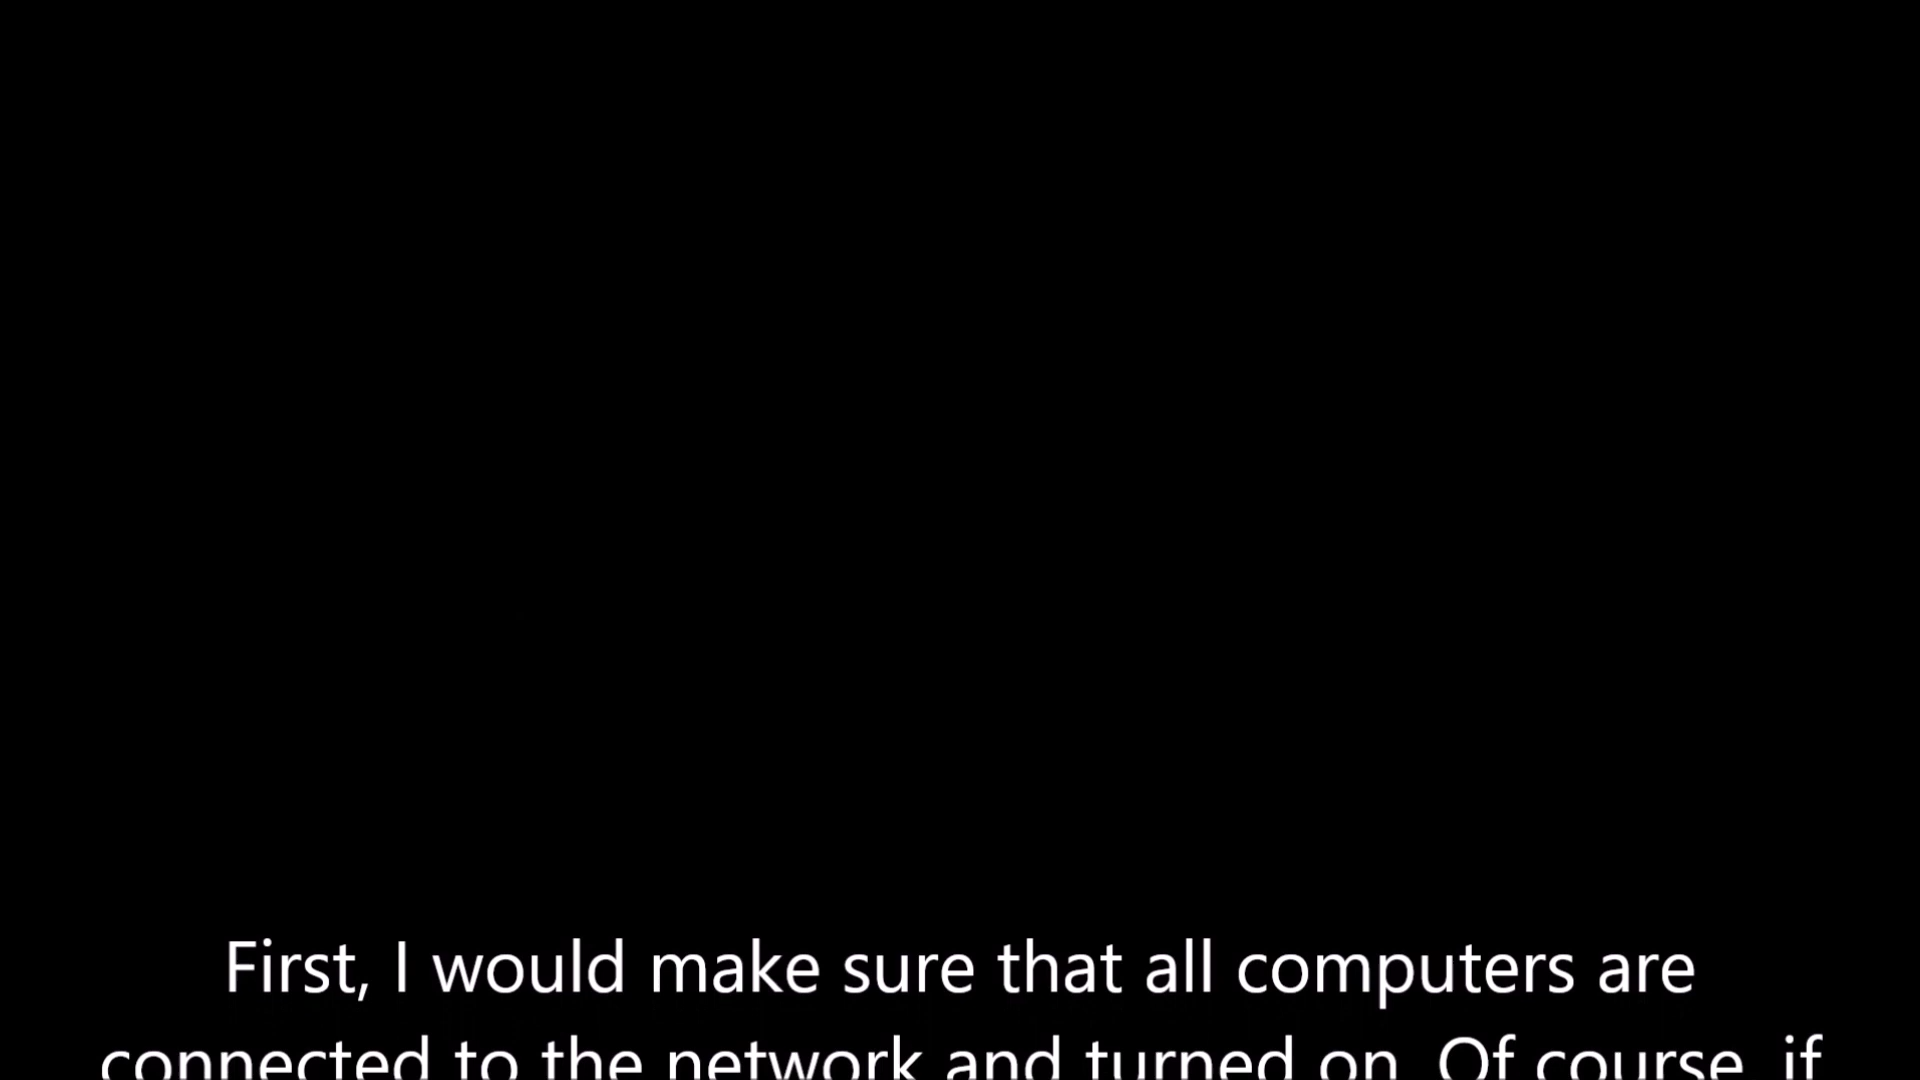 First, I would make sure that all computers are
connected to the network and turned on. Of course, if